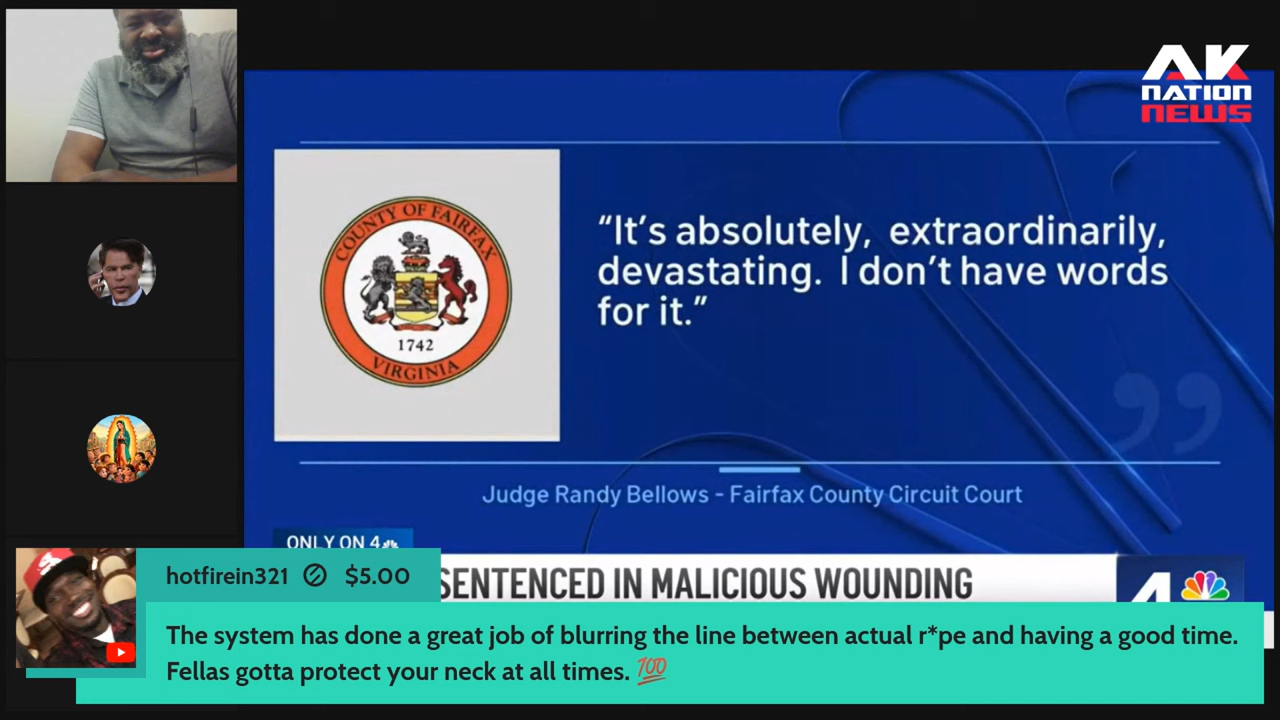 AK
NATION
NEWS
COUNTY OF FAIRFAX
1742
VIRGINIA
“It’s absolutely, extraordinarily,
devastating. I don’t have words
for it.”
Judge Randy Bellows - Fairfax County Circuit Court
ONLY ON 4
SENTENCED IN MALICIOUS WOUNDING
4
hotfirein321 $5.00
The system has done a great job of blurring the line between actual r*pe and having a good time.
Fellas gotta protect your neck at all times. 💯